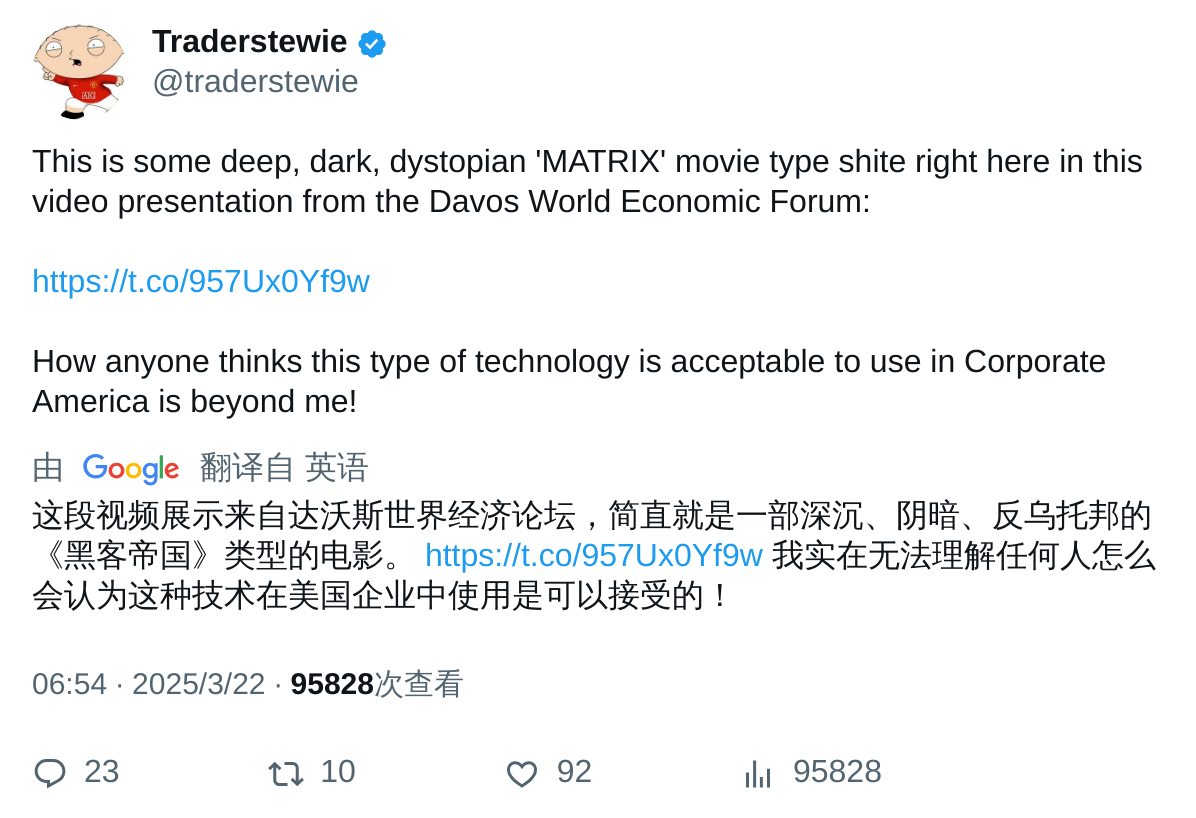 Traderstewie
@traderstewie
This is some deep, dark, dystopian 'MATRIX' movie type shite right here in this
video presentation from the Davos World Economic Forum:
https://t.co/957Ux0Yf9w
How anyone thinks this type of technology is acceptable to use in Corporate
America is beyond me!
由 Google 翻译自 英语
这段视频展示来自达沃斯世界经济论坛，简直就是一部深沉、阴暗、反乌托邦的
《黑客帝国》类型的电影。 https://t.co/957Ux0Yf9w 我实在无法理解任何人怎么
会认为这种技术在美国企业中使用是可以接受的！
06:54 · 2025/3/22 · 95828次查看
23 10 92 95828